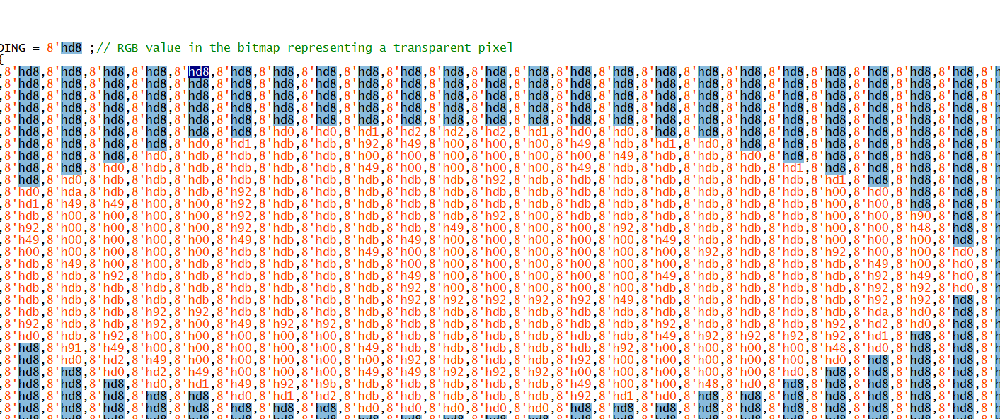 DING = 8'hd8 ;// RGB value in the bitmap representing a transparent pixel
{
,8'hd8,8'hd8,8'hd8,8'hd8,8'hd8,8'hd8,8'hd8,8'hd8,8'hd8,8'hd8,8'hd8,8'hd8,8'hd8,8'hd8,8'hd8,8'hd8,8'hd8,8'hd8,8'hd8,8'hd8,8'hd8,8'hd8,8'hd8,8'h
,8'hd8,8'hd8,8'hd8,8'hd8,8'hd8,8'hd8,8'hd8,8'hd8,8'hd8,8'hd8,8'hd8,8'hd8,8'hd8,8'hd8,8'hd8,8'hd8,8'hd8,8'hd8,8'hd8,8'hd8,8'hd8,8'hd8,8'hd8,8'h
,8'hd8,8'hd8,8'hd8,8'hd8,8'hd8,8'hd8,8'hd8,8'hd8,8'hd8,8'hd8,8'hd8,8'hd8,8'hd8,8'hd8,8'hd8,8'hd8,8'hd8,8'hd8,8'hd8,8'hd8,8'hd8,8'hd8,8'hd8,8'h
,8'hd8,8'hd8,8'hd8,8'hd8,8'hd8,8'hd8,8'hd8,8'hd8,8'hd8,8'hd8,8'hd8,8'hd8,8'hd8,8'hd8,8'hd8,8'hd8,8'hd8,8'hd8,8'hd8,8'hd8,8'hd8,8'hd8,8'hd8,8'h
,8'hd8,8'hd8,8'hd8,8'hd8,8'hd8,8'hd8,8'hd8,8'hd8,8'hd8,8'hd8,8'hd8,8'hd8,8'hd8,8'hd8,8'hd8,8'hd8,8'hd8,8'hd8,8'hd8,8'hd8,8'hd8,8'hd8,8'hd8,8'h
,8'hd8,8'hd8,8'hd8,8'hd8,8'hd8,8'hd8,8'hd0,8'hd0,8'hd1,8'hd2,8'hd2,8'hd2,8'hd1,8'hd0,8'hd0,8'hd8,8'hd8,8'hd8,8'hd8,8'hd8,8'hd8,8'hd8,8'hd8,8'h
,8'hd8,8'hd8,8'hd8,8'hd8,8'hd0,8'hd1,8'hdb,8'hdb,8'h92,8'h49,8'h00,8'h00,8'h00,8'h49,8'hdb,8'hd1,8'hd0,8'hd8,8'hd8,8'hd8,8'hd8,8'hd8,8'hd8,8'h
,8'hd8,8'hd8,8'hd8,8'hd0,8'hdb,8'hdb,8'hdb,8'hdb,8'h00,8'h00,8'h00,8'h00,8'h00,8'h00,8'h49,8'hdb,8'hdb,8'hd0,8'hd8,8'hd8,8'hd8,8'hd8,8'hd8,8'h
,8'hd8,8'hd8,8'hd0,8'hdb,8'hdb,8'hdb,8'hdb,8'hdb,8'h49,8'h00,8'h00,8'h00,8'h00,8'h49,8'hdb,8'hdb,8'hdb,8'hdb,8'hd1,8'hd8,8'hd8,8'hd8,8'hd8,8'h
,8'hd8,8'hd0,8'hdb,8'hdb,8'hdb,8'hdb,8'hdb,8'hdb,8'hdb,8'hdb,8'hdb,8'h92,8'hdb,8'hdb,8'hdb,8'hdb,8'hdb,8'hdb,8'hdb,8'hd1,8'hd8,8'hd8,8'hd8,8'h
,8'hd0,8'hda,8'hdb,8'hdb,8'hdb,8'h92,8'hdb,8'hdb,8'hdb,8'hdb,8'hdb,8'hdb,8'hdb,8'hdb,8'hdb,8'hdb,8'hdb,8'hdb,8'hdb,8'h00,8'hd0,8'hd8,8'hd8,8'h
,8'hd1,8'h49,8'h49,8'h00,8'h00,8'h92,8'hdb,8'hdb,8'hdb,8'hdb,8'hdb,8'hdb,8'hdb,8'hdb,8'hdb,8'hdb,8'hdb,8'hdb,8'hdb,8'h00,8'h00,8'hd8,8'hd8,8'h
,8'hdb,8'h00,8'h00,8'h00,8'h00,8'h92,8'hdb,8'hdb,8'hdb,8'hdb,8'hdb,8'h92,8'h00,8'h92,8'hdb,8'hdb,8'hdb,8'hdb,8'hdb,8'h00,8'h00,8'h90,8'hd8,8'h
,8'h92,8'h00,8'h00,8'h00,8'h00,8'h92,8'hdb,8'hdb,8'hdb,8'hdb,8'h49,8'h00,8'h00,8'h00,8'h92,8'hdb,8'hdb,8'hdb,8'hdb,8'h00,8'h00,8'h48,8'hd8,8'h
,8'h49,8'h00,8'h00,8'h00,8'h00,8'h49,8'hdb,8'hdb,8'hdb,8'h49,8'h00,8'h00,8'h00,8'h00,8'h00,8'h49,8'hdb,8'hdb,8'hdb,8'h00,8'h00,8'h00,8'hd8,8'h
,8'h00,8'h00,8'h00,8'h00,8'h00,8'hdb,8'hdb,8'hdb,8'h49,8'h00,8'h00,8'h00,8'h00,8'h00,8'h00,8'h00,8'h92,8'hdb,8'hdb,8'h92,8'h00,8'h00,8'hd0,8'h
,8'hdb,8'h49,8'h00,8'h00,8'h00,8'hdb,8'hdb,8'hdb,8'hdb,8'h00,8'h00,8'h00,8'h00,8'h00,8'h00,8'h00,8'hdb,8'hdb,8'hdb,8'hdb,8'h49,8'h00,8'hd0,8'h
,8'hdb,8'hdb,8'h92,8'hdb,8'hdb,8'hdb,8'hdb,8'hdb,8'hdb,8'h49,8'h00,8'h00,8'h00,8'h00,8'h00,8'h49,8'hdb,8'hdb,8'hdb,8'hdb,8'h92,8'h49,8'hd0,8'h
,8'hdb,8'hdb,8'hdb,8'hdb,8'hdb,8'hdb,8'hdb,8'hdb,8'hdb,8'h92,8'h00,8'h00,8'h00,8'h00,8'h00,8'hdb,8'hdb,8'hdb,8'hdb,8'hdb,8'h92,8'h92,8'hd0,8'h
,8'hdb,8'hdb,8'hdb,8'hdb,8'hdb,8'hdb,8'hdb,8'hdb,8'hdb,8'h92,8'h92,8'h92,8'h92,8'h92,8'h49,8'hdb,8'hdb,8'hdb,8'hdb,8'hdb,8'h92,8'h92,8'hd8,8'h
,8'hdb,8'hdb,8'hdb,8'h92,8'h92,8'hdb,8'hdb,8'hdb,8'hdb,8'hdb,8'hdb,8'hdb,8'hdb,8'hdb,8'hdb,8'hdb,8'hdb,8'hdb,8'hdb,8'hdb,8'hda,8'hd0,8'hd8,8'h
,8'h92,8'hdb,8'hdb,8'h92,8'h00,8'h49,8'h92,8'h92,8'hdb,8'hdb,8'hdb,8'hdb,8'hdb,8'hdb,8'hdb,8'h92,8'hdb,8'hdb,8'hdb,8'h92,8'hd2,8'hd0,8'hd8,8'h
,8'hd0,8'hdb,8'h92,8'h00,8'h00,8'h00,8'h00,8'h00,8'hdb,8'hdb,8'hdb,8'hdb,8'hdb,8'hdb,8'hdb,8'h49,8'h92,8'h92,8'h92,8'h92,8'hd1,8'hd8,8'hd8,8'h
,8'hd8,8'h91,8'h49,8'h00,8'h00,8'h00,8'h00,8'h00,8'h49,8'hdb,8'hdb,8'hdb,8'hdb,8'hdb,8'h92,8'h00,8'h00,8'h00,8'h00,8'h48,8'hd0,8'hd8,8'hd8,8'h
,8'hd8,8'hd0,8'hd2,8'h49,8'h00,8'h00,8'h00,8'h00,8'h00,8'h92,8'hdb,8'hdb,8'hdb,8'h92,8'h00,8'h00,8'h00,8'h00,8'h00,8'hd0,8'hd8,8'hd8,8'hd8,8'h
,8'hd8,8'hd8,8'hd0,8'hd2,8'h49,8'h00,8'h00,8'h00,8'h49,8'h49,8'h92,8'h92,8'h92,8'h00,8'h00,8'h00,8'h00,8'h00,8'hd0,8'hd8,8'hd8,8'hd8,8'hd8,8'h
,8'hd8,8'hd8,8'hd8,8'hd0,8'hd1,8'h49,8'h92,8'h9b,8'hdb,8'hdb,8'hdb,8'hdb,8'hdb,8'h49,8'h00,8'h00,8'h48,8'hd0,8'hd8,8'hd8,8'hd8,8'hd8,8'hd8,8'h
,8'hd8,8'hd8,8'hd8,8'hd8,8'hd8,8'hd0,8'hd1,8'hd2,8'hdb,8'hdb,8'hdb,8'hdb,8'hdb,8'h92,8'hd1,8'hd0,8'hd8,8'hd8,8'hd8,8'hd8,8'hd8,8'hd8,8'hd8,8'h
,8'hd8,8'hd8,8'hd8,8'hd8,8'hd8,8'hd8,8'hd8,8'hd8,8'hd0,8'hd0,8'hd0,8'hd0,8'hd0,8'hd8,8'hd8,8'hd8,8'hd8,8'hd8,8'hd8,8'hd8,8'hd8,8'hd8,8'hd8,8'h